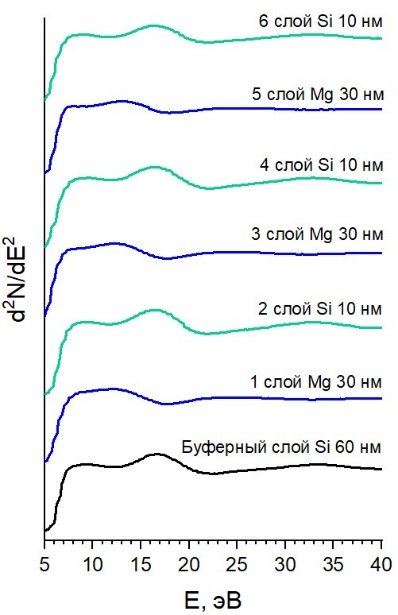 6 слой Si 10 нм
5 слой Mg 30 нм
4 слой Si 10 нм
3 слой Mg 30 нм
2 слой Si 10 нм
1 слой Mg 30 нм
Буферный слой Si 60 нм
d²N/dE²
5 10 15 20 25 30 35 40
E, эВ